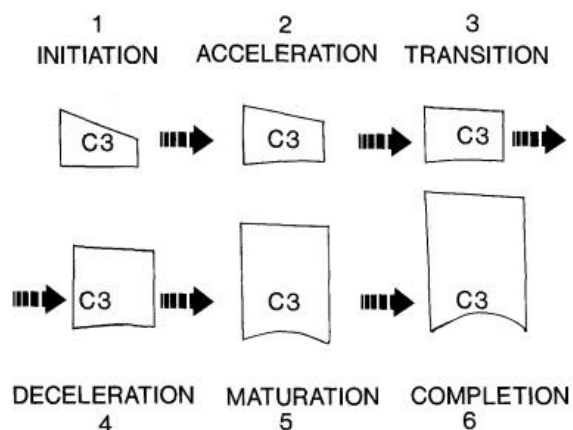 1 2 3
INITIATION ACCELERATION TRANSITION
C3 C3 C3
C3 C3 C3
DECELERATION MATURATION COMPLETION
4 5 6